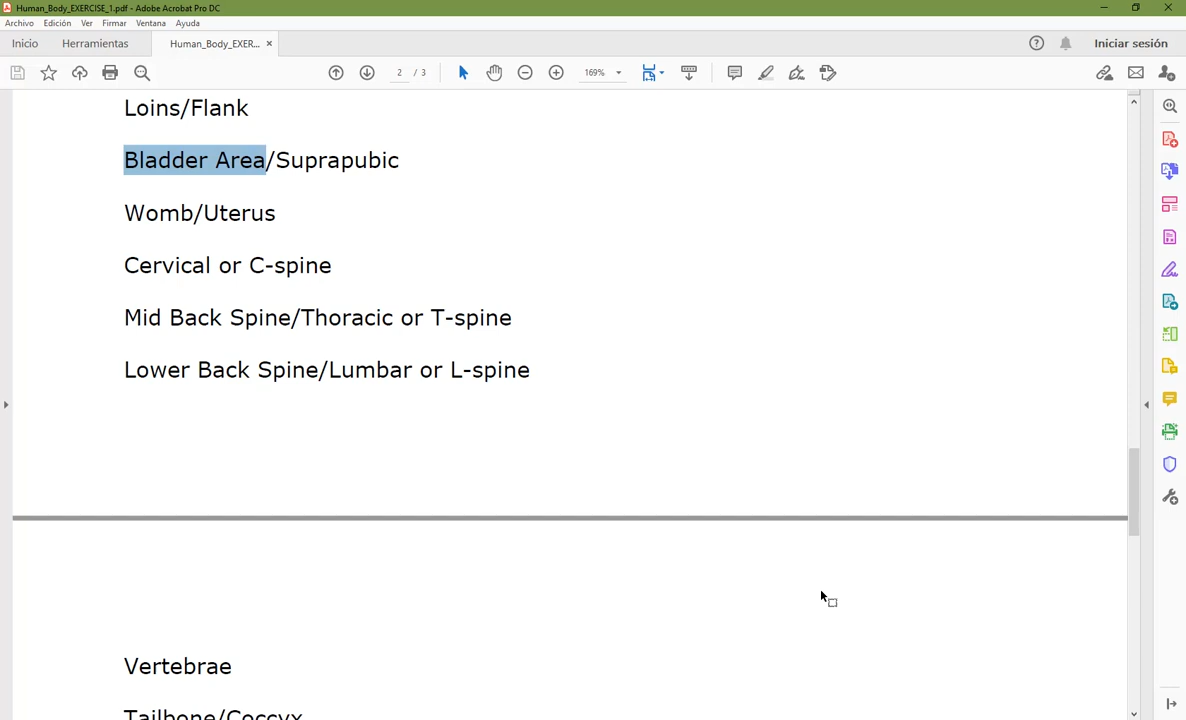 Human_Body_EXERCISE_1.pdf - Adobe Acrobat Pro DC
Archivo Edición Ver Firmar Ventana Ayuda
Inicio Herramientas Human_Body_EXER... × Iniciar sesión
2 / 3 169%
Loins/Flank
Bladder Area/Suprapubic
Womb/Uterus
Cervical or C-spine
Mid Back Spine/Thoracic or T-spine
Lower Back Spine/Lumbar or L-spine
Vertebrae
Tailbone/Coccyx